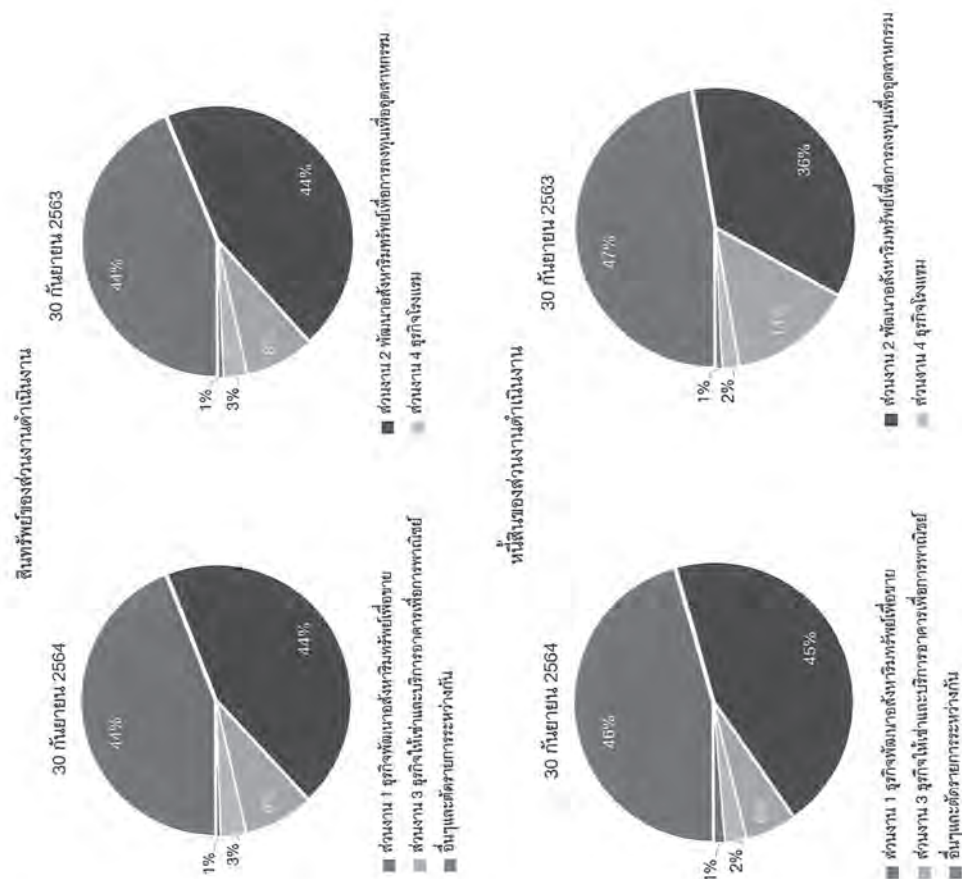 สินทรัพย์ของส่วนงานดำเนินงาน
30 กันยายน 2564
44%
44%
3%
1%
30 กันยายน 2563
44%
44%
8%
3%
1%
■ ส่วนงาน 1 ธุรกิจพัฒนาอสังหาริมทรัพย์เพื่อขาย
■ ส่วนงาน 2 พัฒนาอสังหาริมทรัพย์เพื่อการลงทุนเพื่ออุตสาหกรรม
■ ส่วนงาน 3 ธุรกิจให้เช่าและบริการอาคารเพื่อการพาณิชย์
■ ส่วนงาน 4 ธุรกิจโรงแรม
■ อื่นๆและตัดรายการระหว่างกัน
หนี้สินของส่วนงานดำเนินงาน
30 กันยายน 2564
46%
45%
2%
1%
30 กันยายน 2563
47%
36%
14%
2%
1%
■ ส่วนงาน 1 ธุรกิจพัฒนาอสังหาริมทรัพย์เพื่อขาย
■ ส่วนงาน 2 พัฒนาอสังหาริมทรัพย์เพื่อการลงทุนเพื่ออุตสาหกรรม
■ ส่วนงาน 3 ธุรกิจให้เช่าและบริการอาคารเพื่อการพาณิชย์
■ ส่วนงาน 4 ธุรกิจโรงแรม
■ อื่นๆและตัดรายการระหว่างกัน